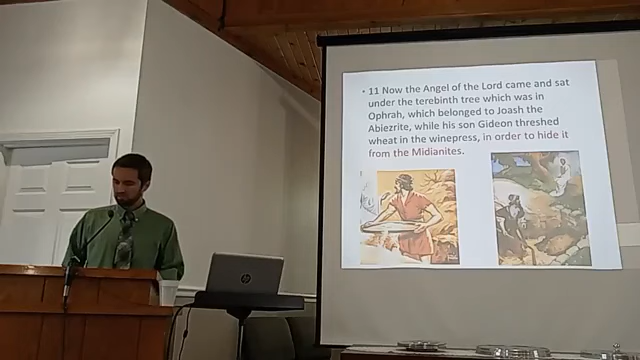 • 11 Now the Angel of the Lord came and sat
under the terebinth tree which was in
Ophrah, which belonged to Joash the
Abiezrite, while his son Gideon threshed
wheat in the winepress, in order to hide it
from the Midianites.
hp